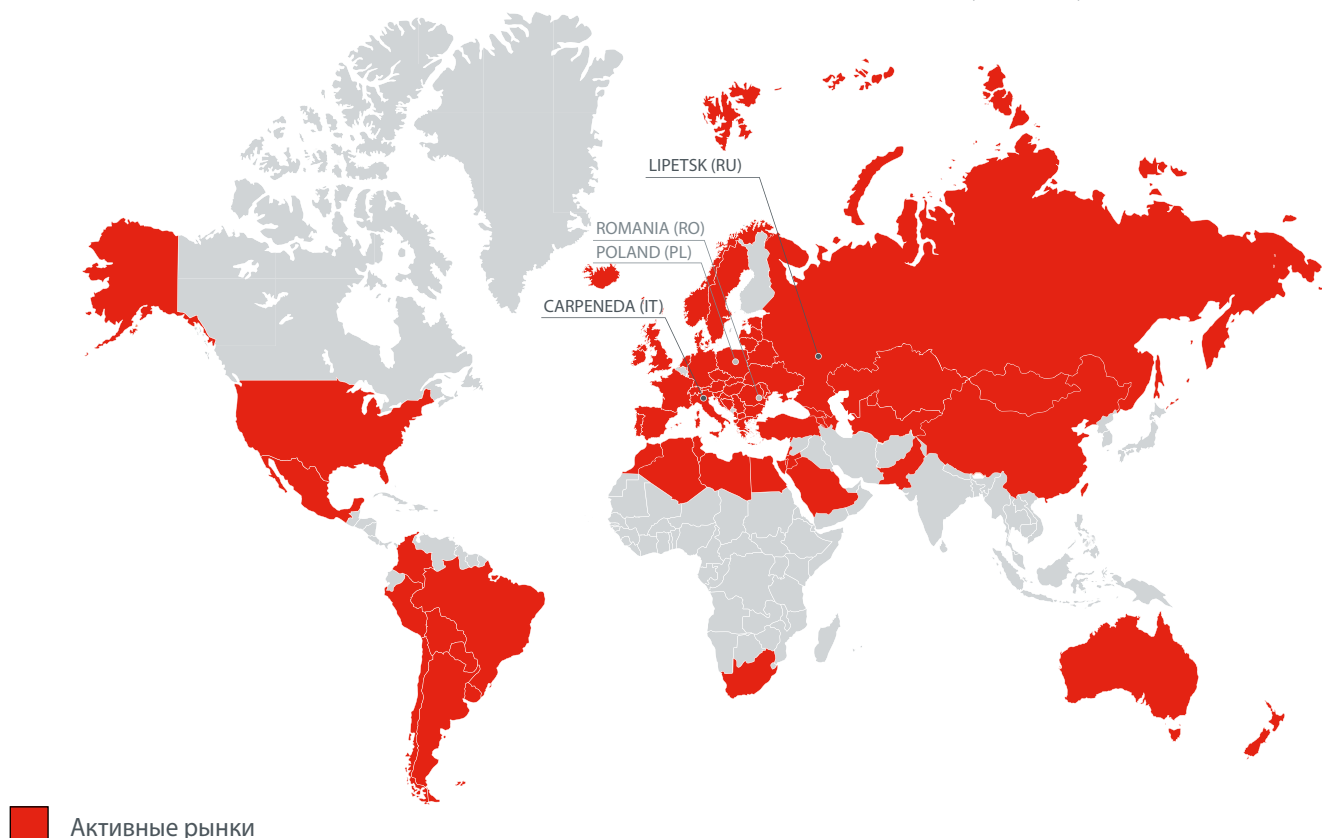 LIPETSK (RU)
ROMANIA (RO)
POLAND (PL)
CARPENEDA (IT)
Активные рынки